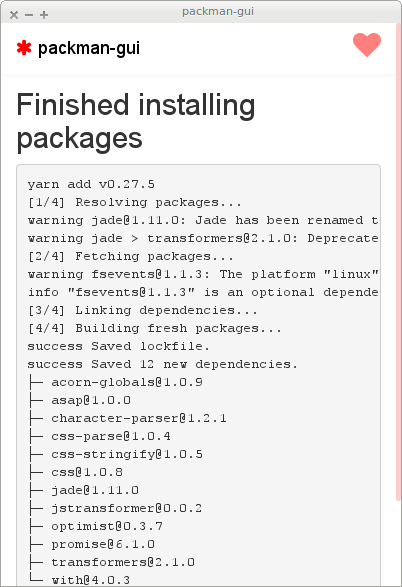 packman-gui
✱ packman-gui
Finished installing
packages
yarn add v0.27.5
[1/4] Resolving packages...
warning jade@1.11.0: Jade has been renamed t
warning jade > transformers@2.1.0: Deprecate
[2/4] Fetching packages...
warning fsevents@1.1.3: The platform "linux"
info "fsevents@1.1.3" is an optional depende
[3/4] Linking dependencies...
[4/4] Building fresh packages...
success Saved lockfile.
success Saved 12 new dependencies.
├─ acorn-globals@1.0.9
├─ asap@1.0.0
├─ character-parser@1.2.1
├─ css-parse@1.0.4
├─ css-stringify@1.0.5
├─ css@1.0.8
├─ jade@1.11.0
├─ jstransformer@0.0.2
├─ optimist@0.3.7
├─ promise@6.1.0
├─ transformers@2.1.0
└─ with@4.0.3